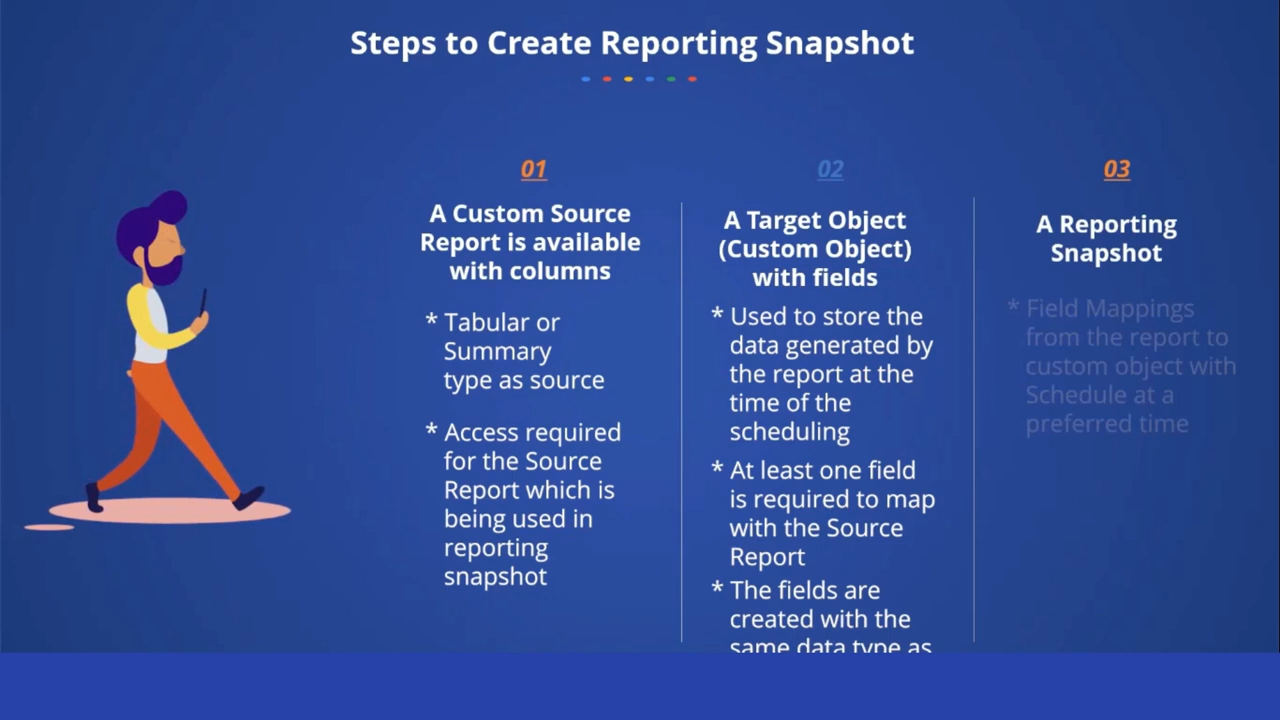 Steps to Create Reporting Snapshot
01
A Custom Source
Report is available
with columns
* Tabular or
Summary
type as source
* Access required
for the Source
Report which is
being used in
reporting
snapshot
02
A Target Object
(Custom Object)
with fields
* Used to store the
data generated by
the report at the
time of the
scheduling
* At least one field
is required to map
with the Source
Report
* The fields are
created with the
same data type as
03
A Reporting
Snapshot
* Field Mappings
from the report to
custom object with
Schedule at a
preferred time